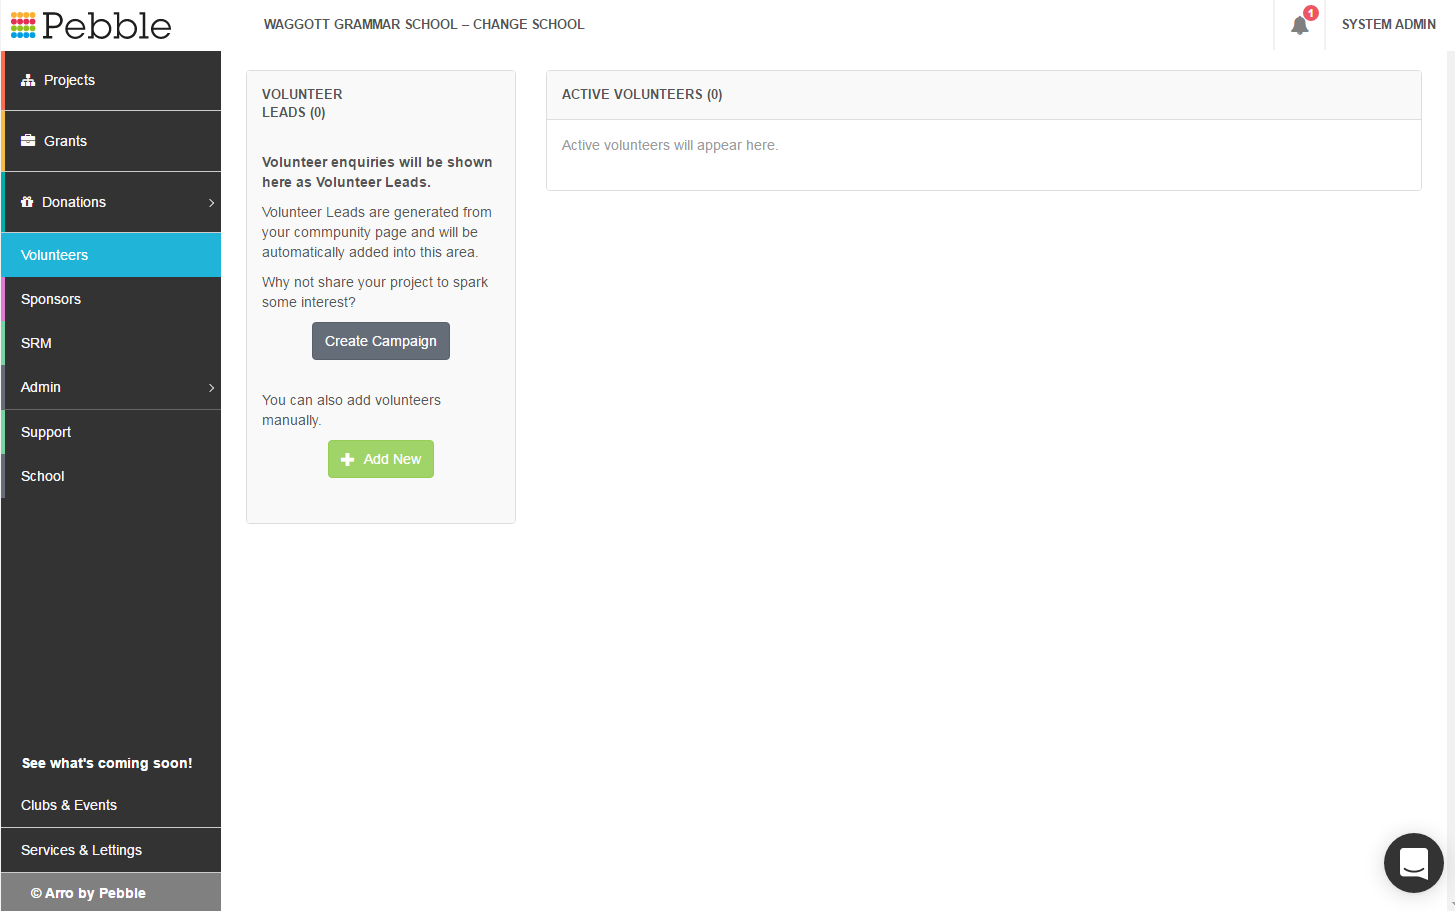 Pebble
WAGGOTT GRAMMAR SCHOOL – CHANGE SCHOOL
1
SYSTEM ADMIN
Projects
Grants
Donations
Volunteers
Sponsors
SRM
Admin
Support
School
See what's coming soon!
Clubs & Events
Services & Lettings
© Arro by Pebble
VOLUNTEER
LEADS (0)
Volunteer enquiries will be shown
here as Volunteer Leads.
Volunteer Leads are generated from
your commpunity page and will be
automatically added into this area.
Why not share your project to spark
some interest?
Create Campaign
You can also add volunteers
manually.
Add New
ACTIVE VOLUNTEERS (0)
Active volunteers will appear here.